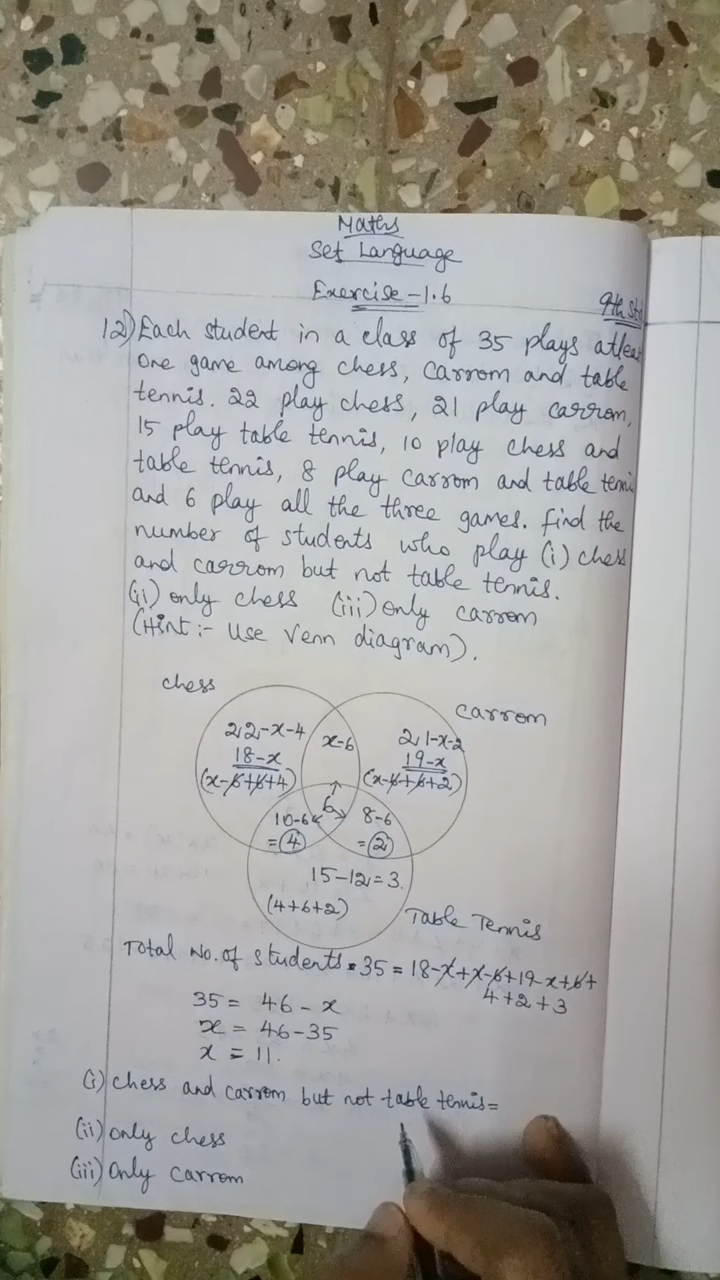 Maths
Set Language
Exercise - 1.6
9th Std
12) Each student in a class of 35 plays atleas
one game among chess, carrom and table
tennis. 22 play chess, 21 play carrom,
15 play table tennis, 10 play chess and
table tennis, 8 play carrom and table tenni
and 6 play all the three games. Find the
number of students who play (i) chess
and carrom but not table tennis.
(ii) only chess (iii) only carrom
(Hint:- Use Venn diagram).
chess
carrom
22-x-4
18-x
(x-6+6+4)
x-6
21-x-2
19-x
(x-6+6+2)
6
10-6
=4
8-6
=2
15-12=3.
(4+6+2)
Table Tennis
Total No. of students = 35 = 18-x+x-6+19-x+6+
4+2+3
35 = 46-x
x = 46-35
x = 11.
(i) chess and carrom but not table tennis=
(ii) only chess
(iii) Only carrom